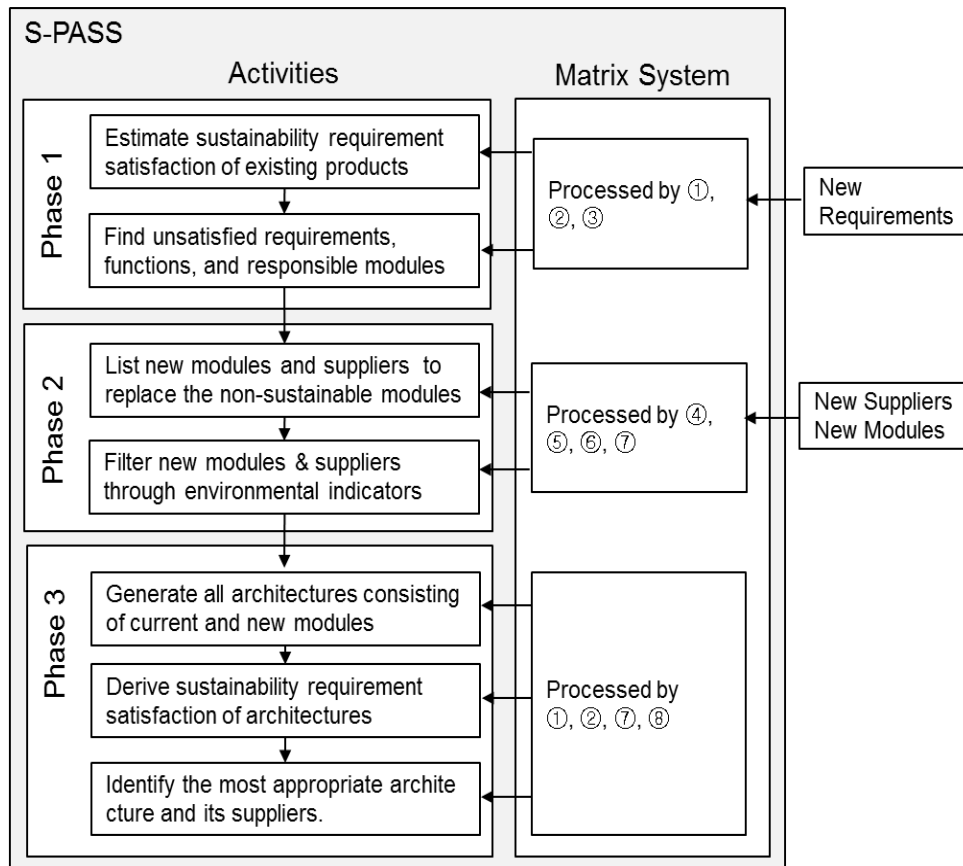 S-PASS
Activities
Matrix System
Phase 1
Estimate sustainability requirement
satisfaction of existing products
Find unsatisfied requirements,
functions, and responsible modules
Processed by ①,
②, ③
New
Requirements
Phase 2
List new modules and suppliers to
replace the non-sustainable modules
Filter new modules & suppliers
through environmental indicators
Processed by ④,
⑤, ⑥, ⑦
New Suppliers
New Modules
Phase 3
Generate all architectures consisting
of current and new modules
Derive sustainability requirement
satisfaction of architectures
Identify the most appropriate archite
cture and its suppliers.
Processed by
①, ②, ⑦, ⑧